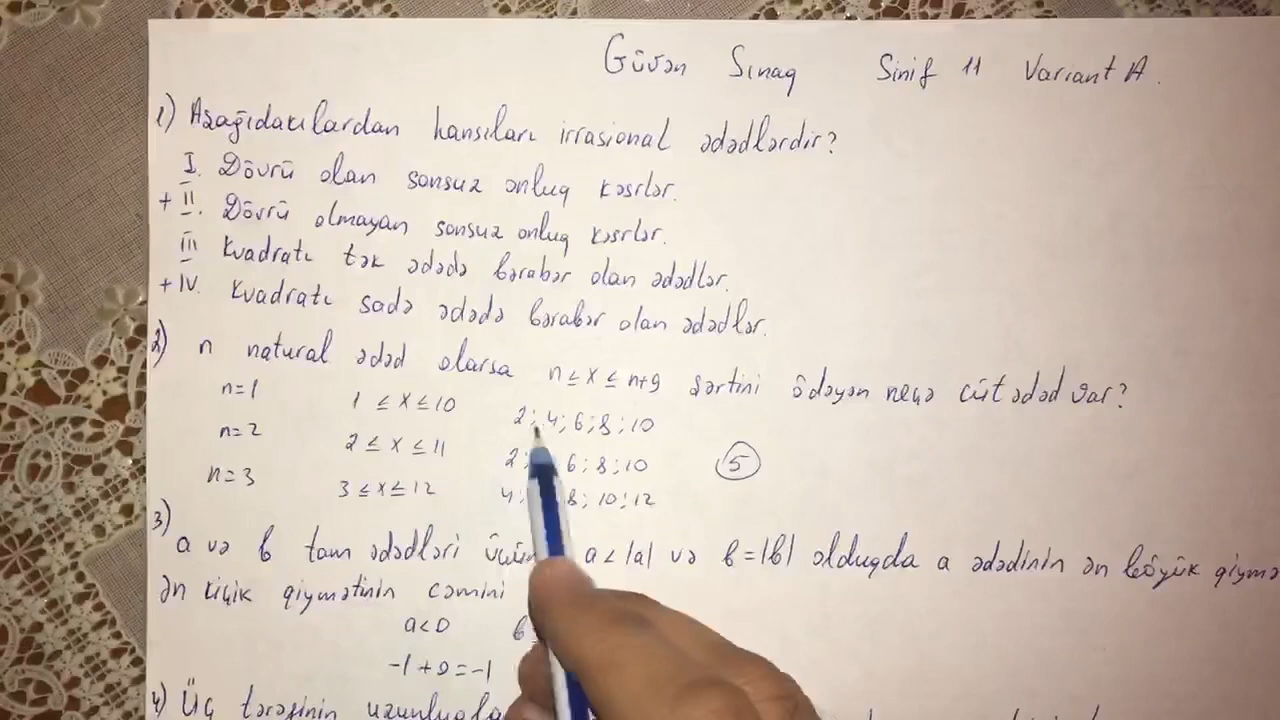 Güvən Sınaq Sinif 11 Variant A.
1) Aşağıdakılardan hansıları irrasional ədədlərdir?
I. Dövrü olan sonsuz onluq kəsrlər.
+ II. Dövrü olmayan sonsuz onluq kəsrlər.
III Kvadratı tək ədədə bərabər olan ədədlər.
+ IV. Kvadratı sadə ədədə bərabər olan ədədlər.
2) n natural ədəd olarsa n ≤ x ≤ n+9 şərtini ödəyən neçə cüt ədəd var?
n=1 1 ≤ x ≤ 10 2; 4; 6; 8; 10
n=2 2 ≤ x ≤ 11 2; 6; 8; 10 5
n=3 3 ≤ x ≤ 12 4; 8; 10; 12
3) a və b tam ədədləri üçün a < |a| və b = |b| olduqda a ədədinin ən böyük
ən kiçik qiymətinin cəmini
a<0 b
-1+0=-1
4) Üç tərəfinin